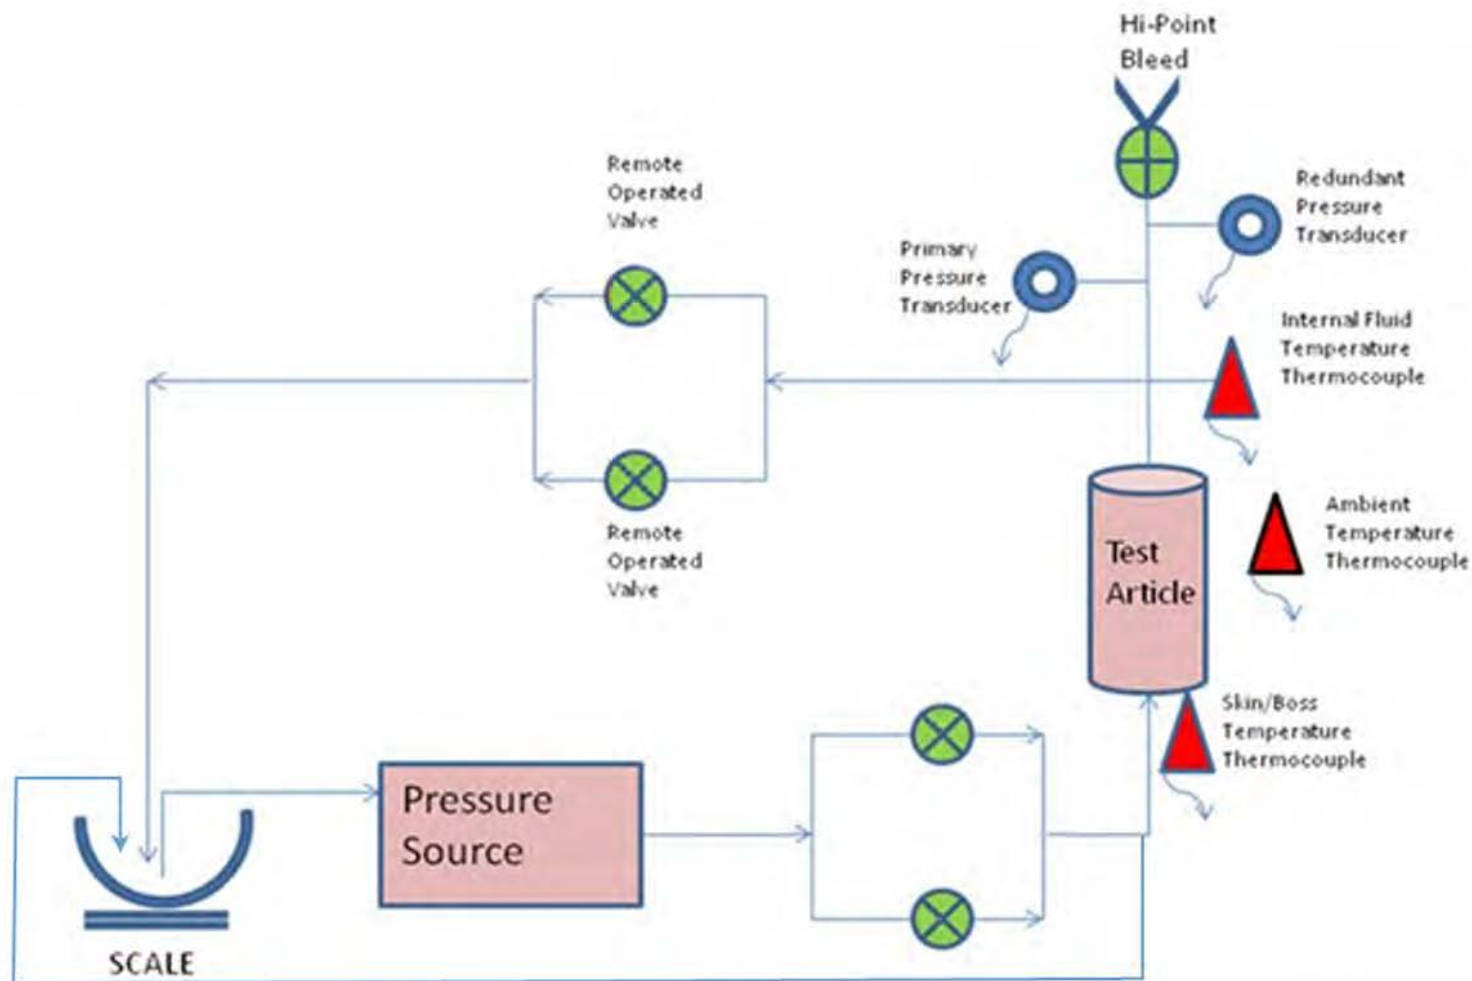 Hi-Point
Bleed
Remote
Operated
Valve
Redundant
Pressure
Transducer
Primary
Pressure
Transducer
Internal Fluid
Temperature
Thermocouple
Ambient
Temperature
Thermocouple
Remote
Operated
Valve
Test
Article
Skin/Boss
Temperature
Thermocouple
Pressure
Source
SCALE